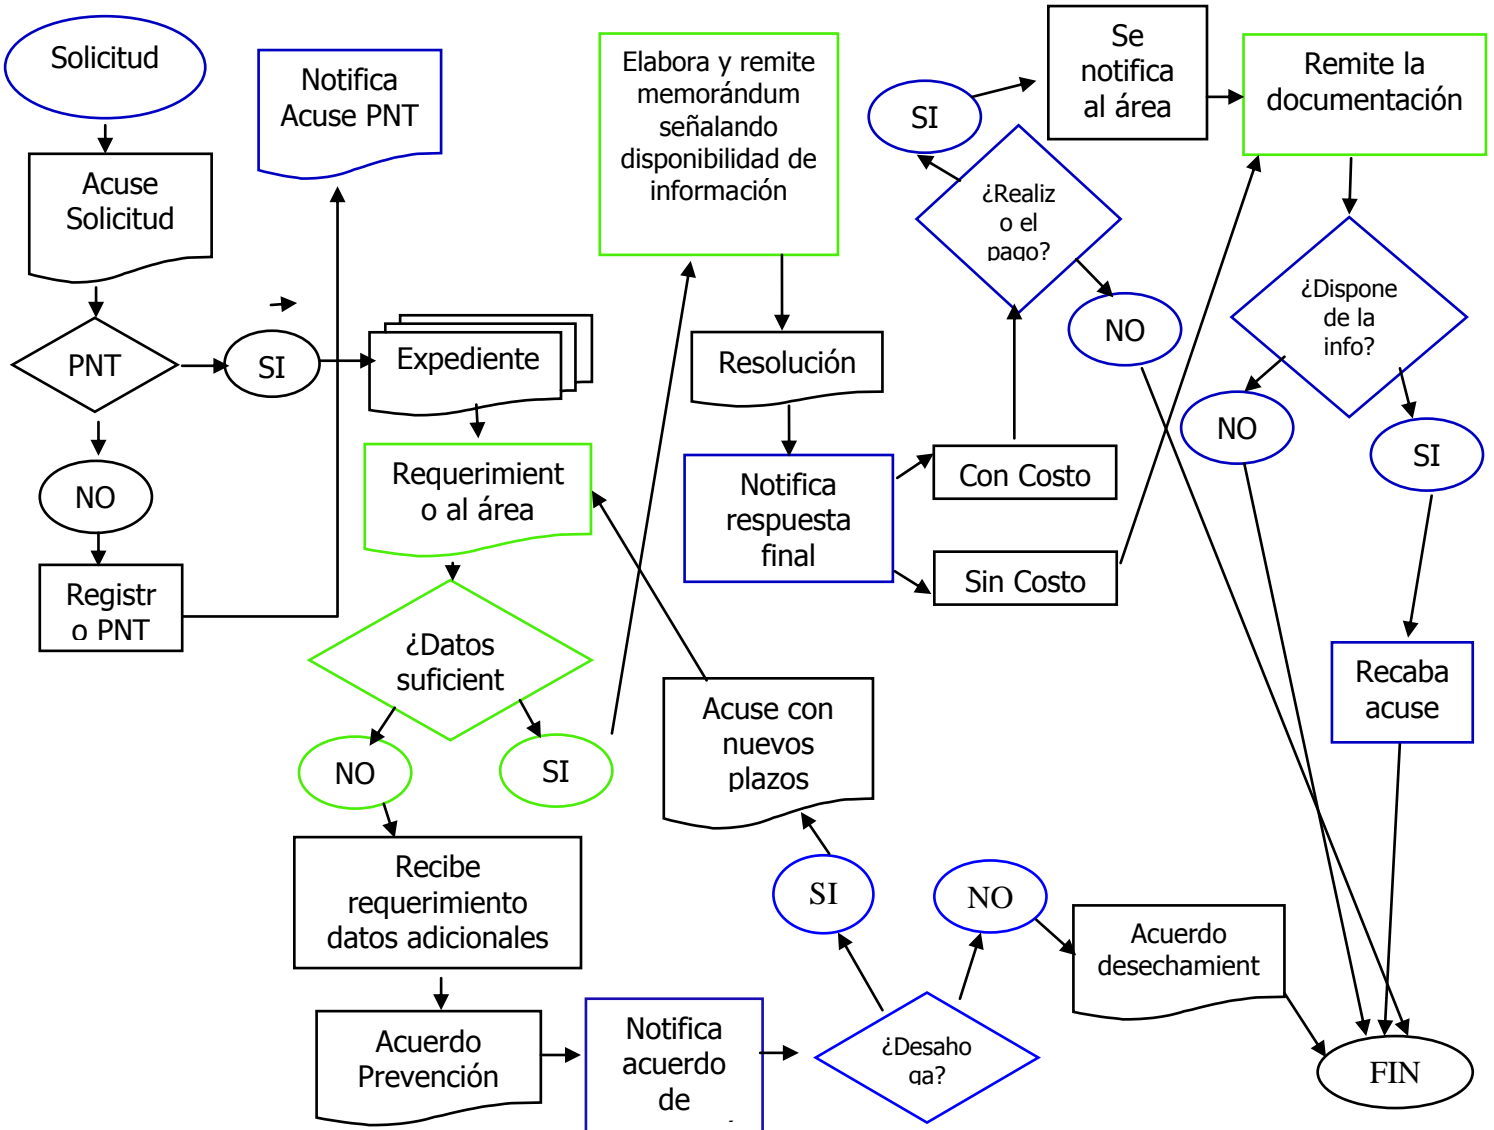 Solicitud
Notifica
Acuse PNT
Elabora y remite
memorándum
señalando
disponibilidad de
información
SI
Se
notifica
al área
Remite la
documentación
Acuse
Solicitud
¿Realiz
o el
pago?
NO
¿Dispone
de la
info?
PNT
SI
Expediente
Resolución
NO
SI
NO
Requerimient
o al área
Notifica
respuesta
final
Con Costo
Sin Costo
Registr
o PNT
¿Datos
suficient
NO
SI
Acuse con
nuevos
plazos
Recaba
acuse
Recibe
requerimiento
datos adicionales
SI
NO
Acuerdo
desechamient
Acuerdo
Prevención
Notifica
acuerdo
de
¿Desaho
ga?
FIN